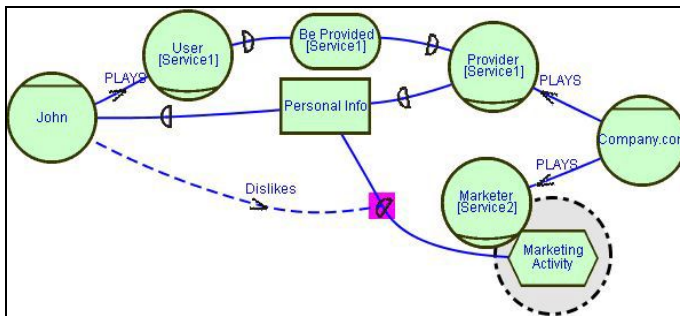 User
[Service1]
Be Provided
[Service1]
Provider
[Service1]
PLAYS
PLAYS
John
Personal Info
Company.com
PLAYS
Dislikes
Marketer
[Service2]
Marketing
Activity